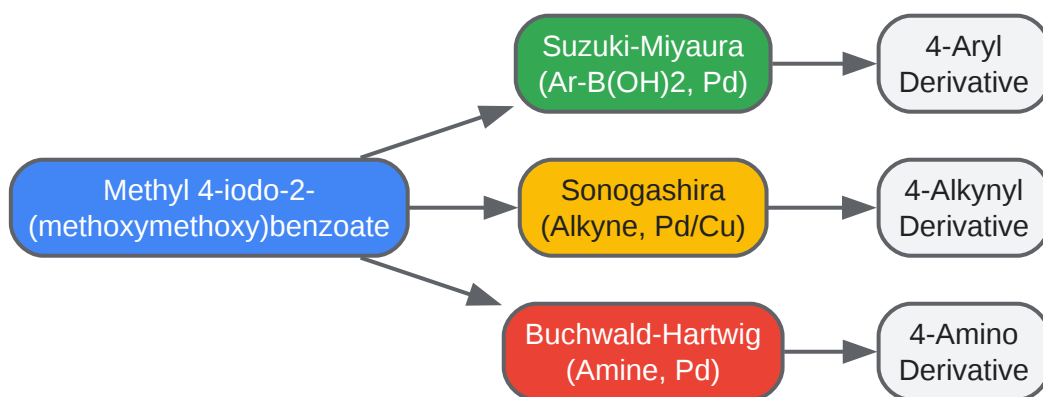 Methyl 4-iodo-2-
(methoxymethoxy)benzoate
Suzuki-Miyaura
(Ar-B(OH)2, Pd)
4-Aryl
Derivative
Sonogashira
(Alkyne, Pd/Cu)
4-Alkynyl
Derivative
Buchwald-Hartwig
(Amine, Pd)
4-Amino
Derivative